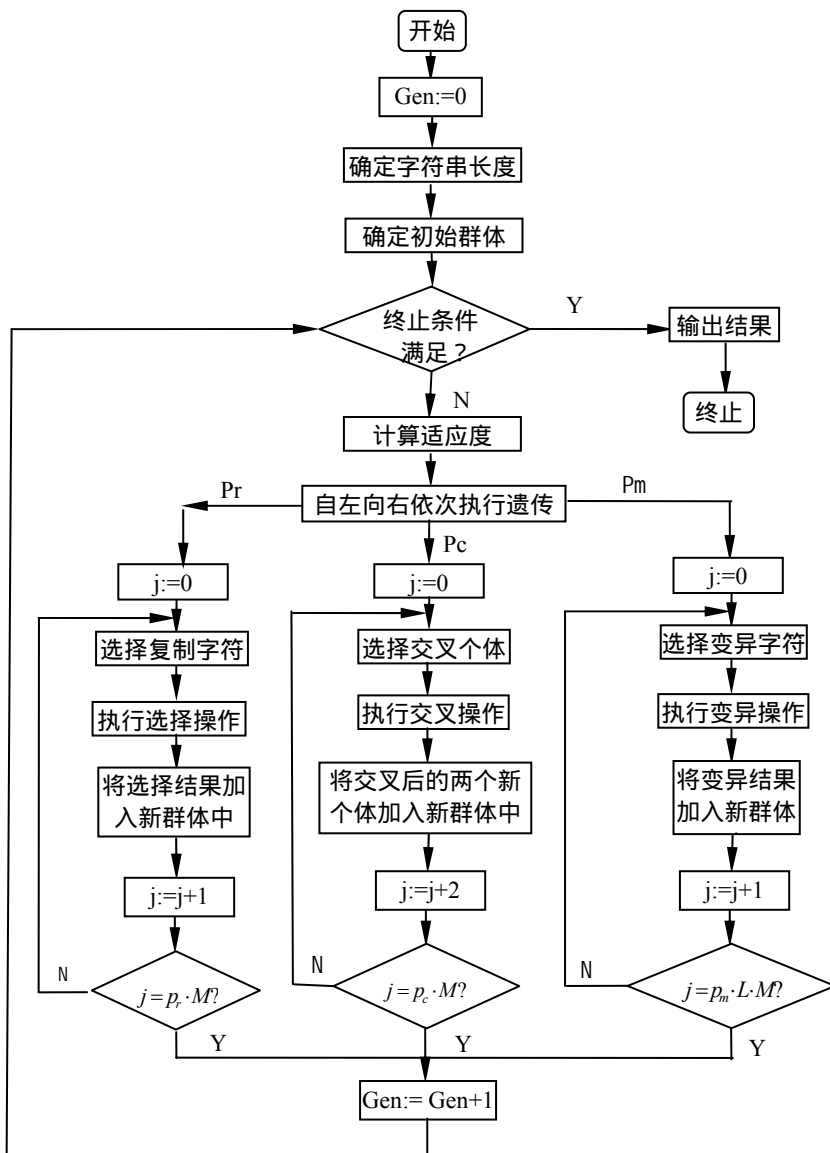 开始
Gen:=0
确定字符串长度
确定初始群体
终止条件
满足?
Y
输出结果
终止
N
计算适应度
自左向右依次执行遗传
Pr
Pc
Pm
j:=0
选择复制字符
执行选择操作
将选择结果加
入新群体中
j:=j+1
N
j=p_r·M?
Y
j:=0
选择交叉个体
执行交叉操作
将交叉后的两个新
个体加入新群体中
j:=j+2
N
j=p_c·M?
Y
j:=0
选择变异字符
执行变异操作
将变异结果
加入新群体
j:=j+1
N
j=p_m·L·M?
Y
Gen:= Gen+1